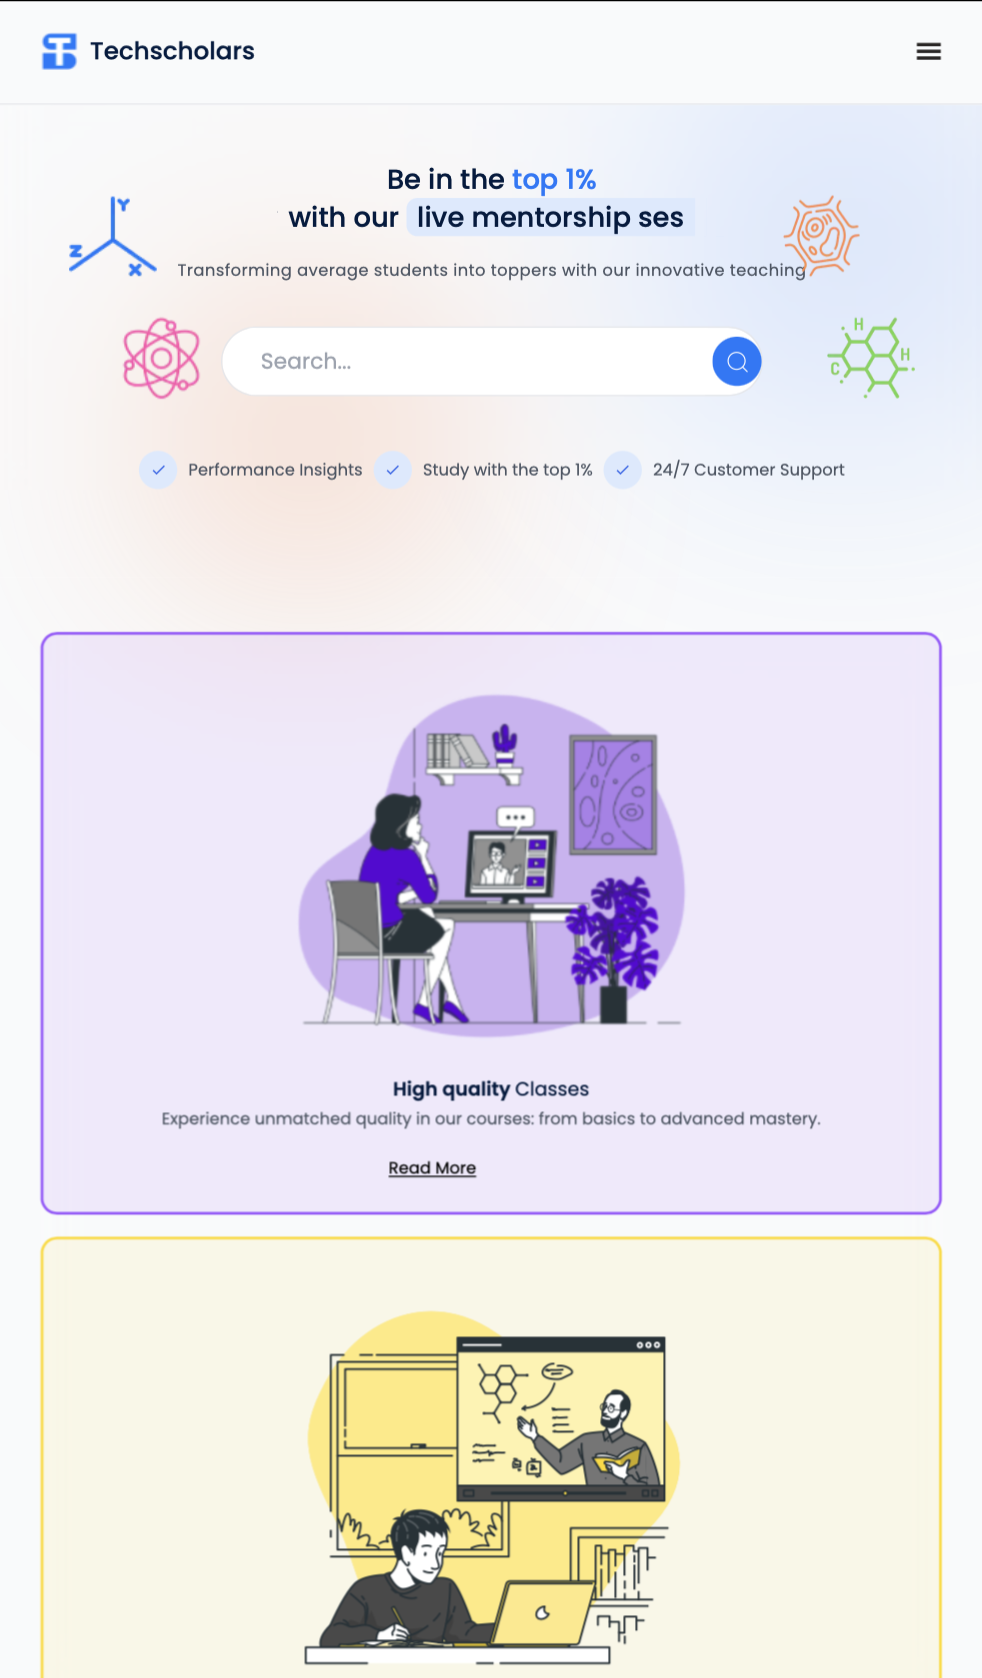 Techscholars
Be in the top 1%
with our live mentorship ses
Transforming average students into toppers with our innovative teaching
Y
Z
X
H
H
C
Search...
Performance Insights
Study with the top 1%
24/7 Customer Support
High quality Classes
Experience unmatched quality in our courses: from basics to advanced mastery.
Read More